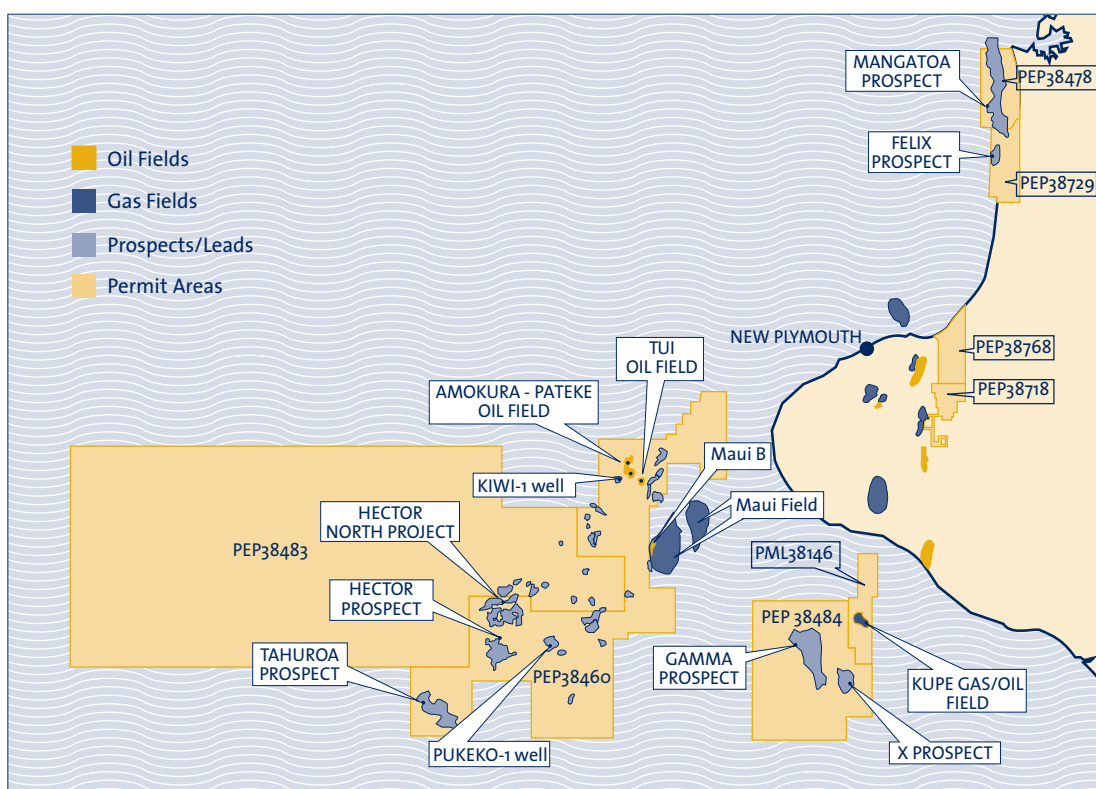 MANGATOA
PROSPECT
PEP38478
FELIX
PROSPECT
PEP38729
Oil Fields
Gas Fields
Prospects/Leads
Permit Areas
NEW PLYMOUTH
PEP38768
TUI
OIL FIELD
AMOKURA - PATEKE
OIL FIELD
PEP38718
Maui B
KIWI-1 well
Maui Field
HECTOR
NORTH PROJECT
PEP38483
PML38146
HECTOR
PROSPECT
PEP 38484
TAHUROA
PROSPECT
PEP38460
GAMMA
PROSPECT
KUPE GAS/OIL
FIELD
PUKEKO-1 well
X PROSPECT